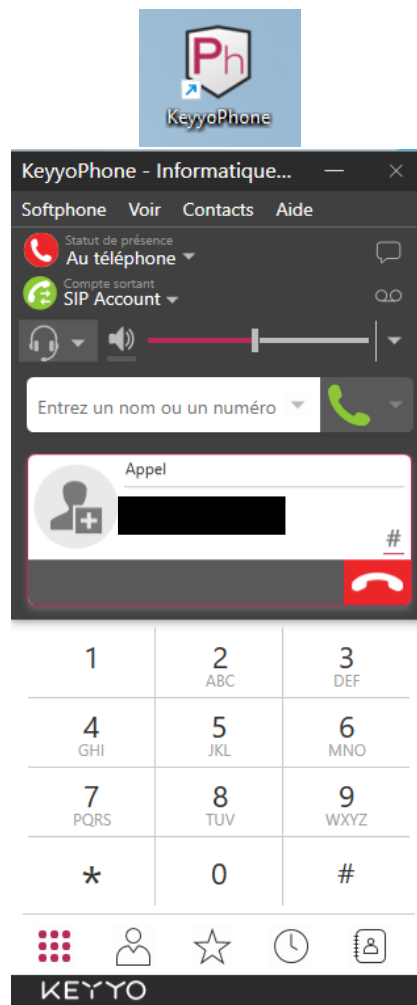 Ph
KeyyoPhone
KeyyoPhone - Informatique...
Softphone Voir Contacts Aide
Statut de présence
Au téléphone
Compte sortant
SIP Account
Entrez un nom ou un numéro
Appel
#
1 2 3
ABC DEF
4 5 6
GHI JKL MNO
7 8 9
PQRS TUV WXYZ
* 0 #
KEYYO